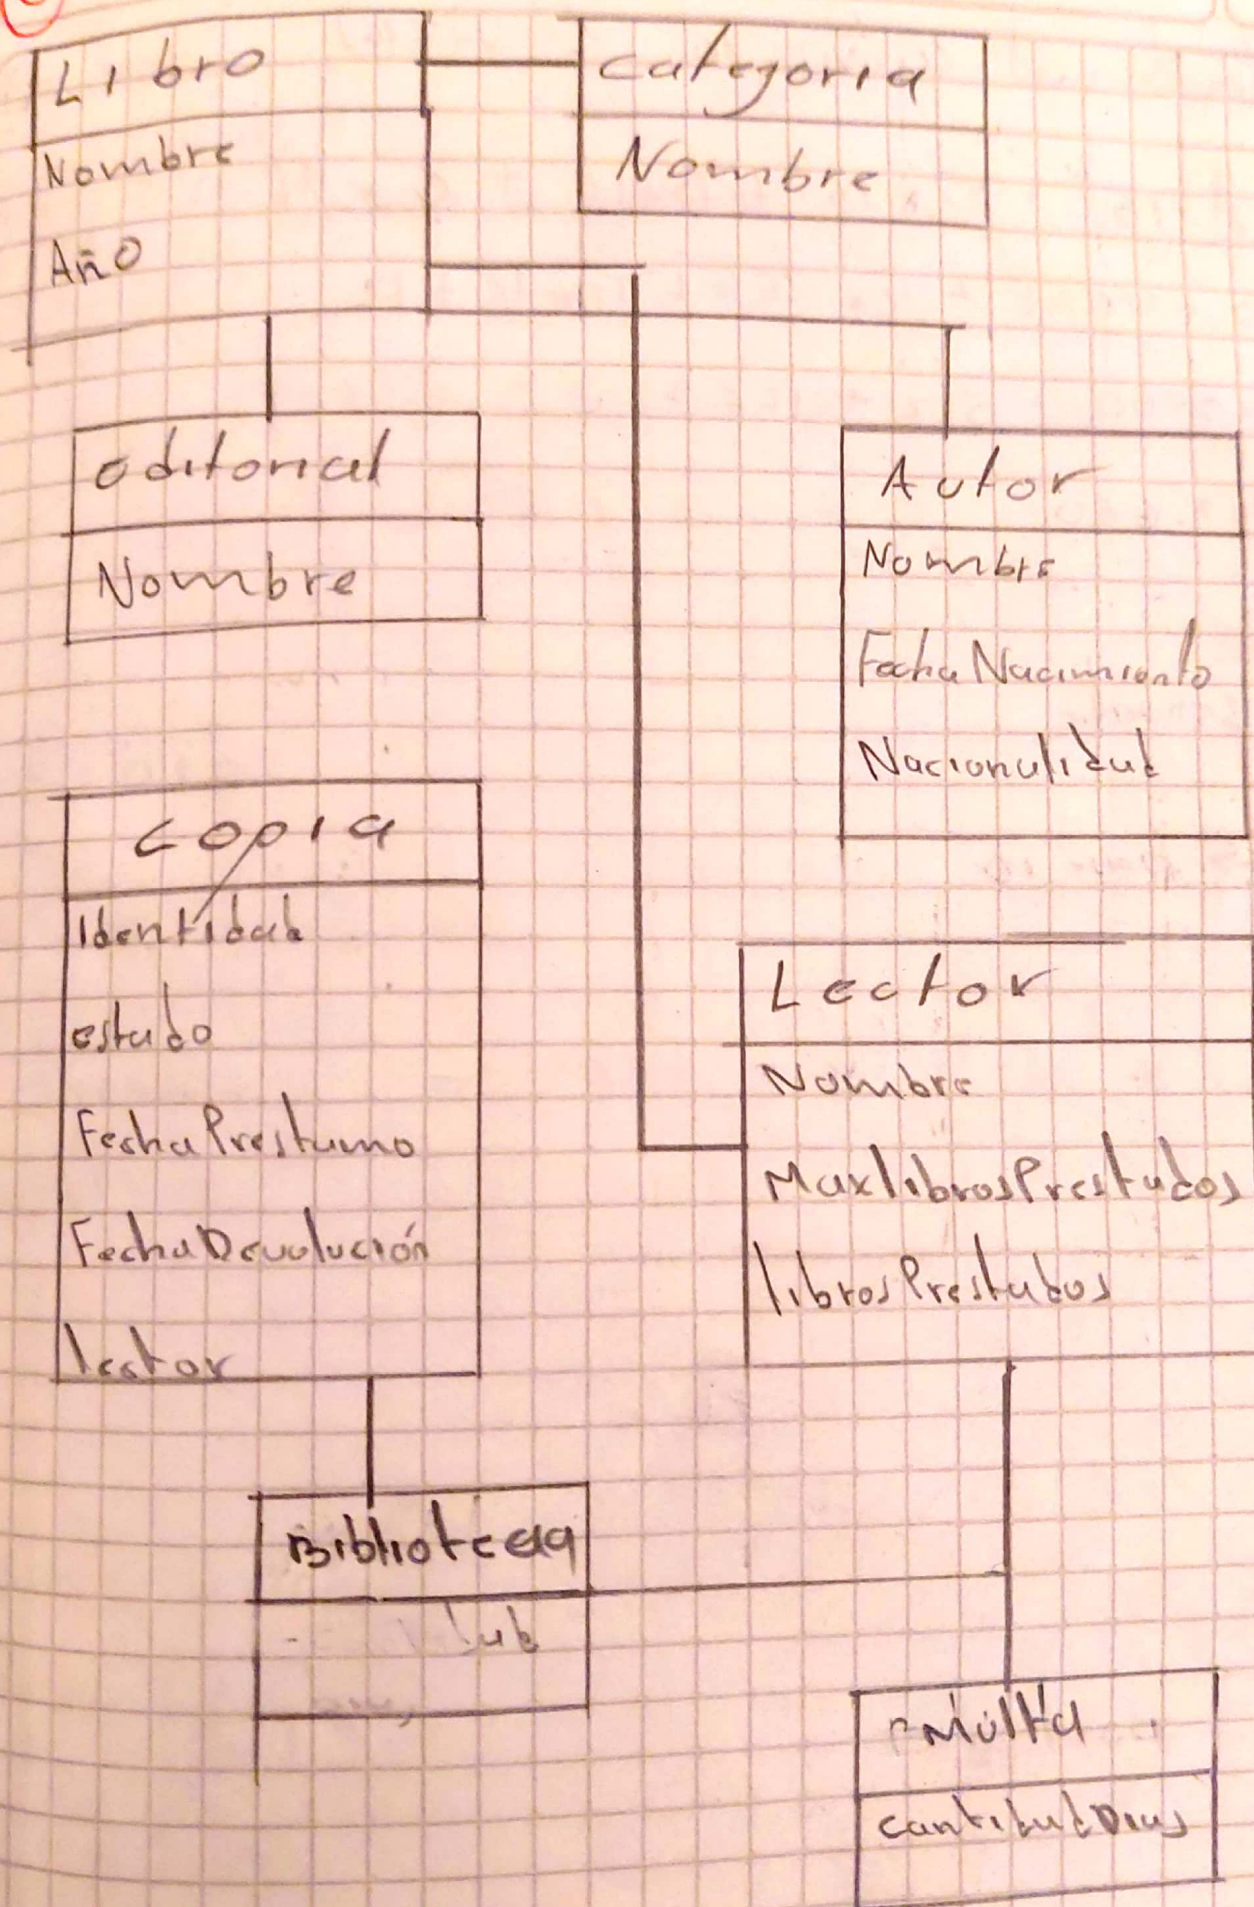 Libro
Nombre
Año
categoria
Nombre
editorial
Nombre
Autor
Nombre
FechaNacimiento
Nacionalidad
copia
Identidad
estado
FechaPrestamo
FechaDevolución
lector
Lector
Nombre
MaxlibrosPrestados
librosPrestados
Biblioteca
Multa
cantidadDias